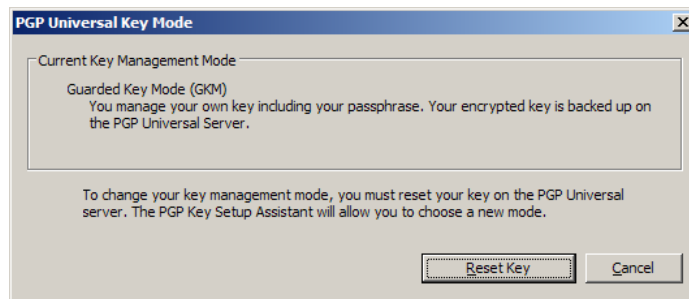 PGP Universal Key Mode
Current Key Management Mode
Guarded Key Mode (GKM)
You manage your own key including your passphrase. Your encrypted key is backed up on
the PGP Universal Server.
To change your key management mode, you must reset your key on the PGP Universal
server. The PGP Key Setup Assistant will allow you to choose a new mode.
Reset Key
Cancel